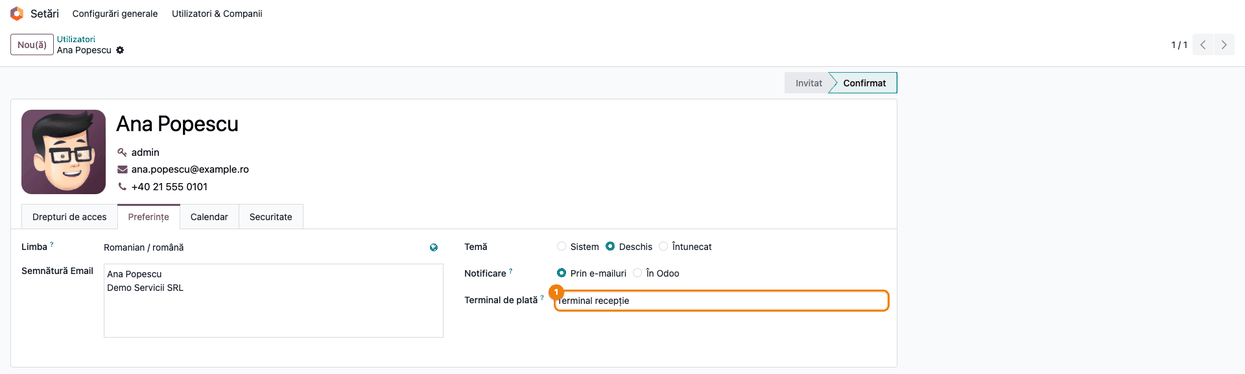 Setări Configurări generale Utilizatori & Companii
Nou(ă) Utilizatori
Ana Popescu
1 / 1
Invitat Confirmat
Ana Popescu
admin
ana.popescu@example.ro
+40 21 555 0101
Drepturi de acces Preferințe Calendar Securitate
Limba ? Romanian / română
Semnătură Email Ana Popescu
Demo Servicii SRL
Temă Sistem Deschis Întunecat
Notificare ? Prin e-mailuri În Odoo
Terminal de plată ? 1 Terminal recepție